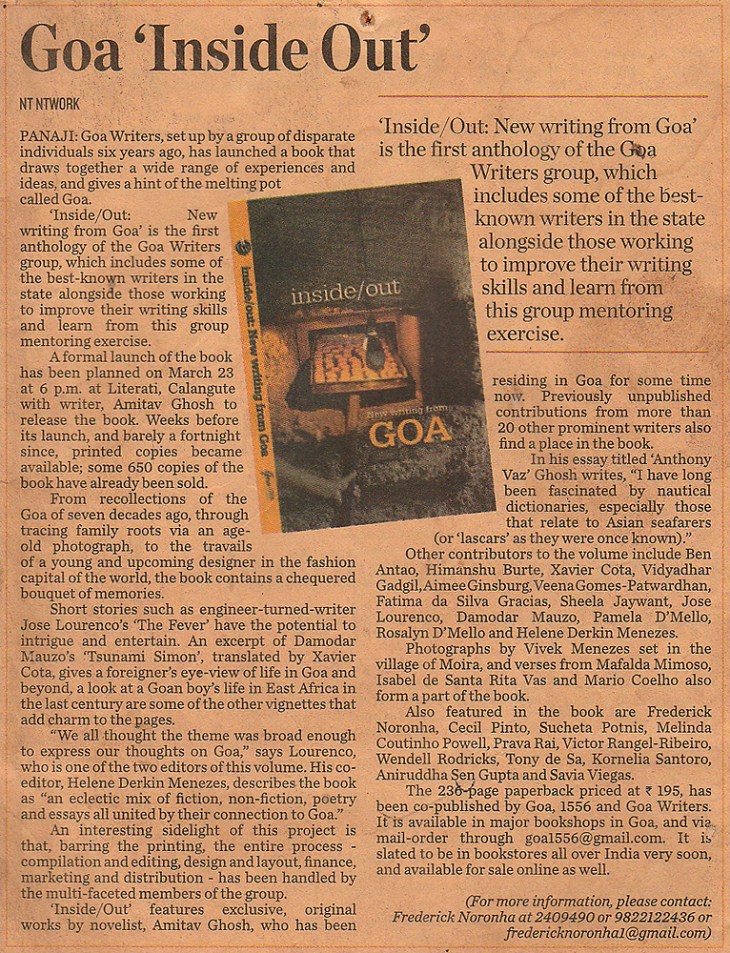 Goa ‘Inside Out’
NT NTWORK
PANAJI: Goa Writers, set up by a group of disparate
individuals six years ago, has launched a book that
draws together a wide range of experiences and
ideas, and gives a hint of the melting pot
called Goa.
‘Inside/Out: New
writing from Goa’ is the first
anthology of the Goa Writers
group, which includes some of
the best-known writers in the
state alongside those working
to improve their writing skills
and learn from this group
mentoring exercise.
A formal launch of the book
has been planned on March 23
at 6 p.m. at Literati, Calangute
with writer, Amitav Ghosh to
release the book. Weeks before
its launch, and barely a fortnight
since, printed copies became
available; some 650 copies of the
book have already been sold.
From recollections of the
Goa of seven decades ago, through
tracing family roots via an age-
old photograph, to the travails
of a young and upcoming designer in the fashion
capital of the world, the book contains a chequered
bouquet of memories.
Short stories such as engineer-turned-writer
Jose Lourenco’s ‘The Fever’ have the potential to
intrigue and entertain. An excerpt of Damodar
Mauzo’s ‘Tsunami Simon’, translated by Xavier
Cota, gives a foreigner’s eye-view of life in Goa and
beyond, a look at a Goan boy’s life in East Africa in
the last century are some of the other vignettes that
add charm to the pages.
“We all thought the theme was broad enough
to express our thoughts on Goa,” says Lourenco,
who is one of the two editors of this volume. His co-
editor, Helene Derkin Menezes, describes the book
as “an eclectic mix of fiction, non-fiction, poetry
and essays all united by their connection to Goa.”
An interesting sidelight of this project is
that, barring the printing, the entire process -
compilation and editing, design and layout, finance,
marketing and distribution - has been handled by
the multi-faceted members of the group.
‘Inside/Out’ features exclusive, original
works by novelist, Amitav Ghosh, who has been
‘Inside/Out: New writing from Goa’
is the first anthology of the Goa
Writers group, which
includes some of the best-
known writers in the state
alongside those working
to improve their writing
skills and learn from
this group mentoring
exercise.
inside/out: New writing from Goa
inside/out
New writing from
GOA
residing in Goa for some time
now. Previously unpublished
contributions from more than
20 other prominent writers also
find a place in the book.
In his essay titled ‘Anthony
Vaz’ Ghosh writes, “I have long
been fascinated by nautical
dictionaries, especially those
that relate to Asian seafarers
(or ‘lascars’ as they were once known).”
Other contributors to the volume include Ben
Antao, Himanshu Burte, Xavier Cota, Vidyadhar
Gadgil, Aimee Ginsburg, Veena Gomes-Patwardhan,
Fatima da Silva Gracias, Sheela Jaywant, Jose
Lourenco, Damodar Mauzo, Pamela D’Mello,
Rosalyn D’Mello and Helene Derkin Menezes.
Photographs by Vivek Menezes set in the
village of Moira, and verses from Mafalda Mimoso,
Isabel de Santa Rita Vas and Mario Coelho also
form a part of the book.
Also featured in the book are Frederick
Noronha, Cecil Pinto, Sucheta Potnis, Melinda
Coutinho Powell, Prava Rai, Victor Rangel-Ribeiro,
Wendell Rodricks, Tony de Sa, Kornelia Santoro,
Aniruddha Sen Gupta and Savia Viegas.
The 236-page paperback priced at ₹ 195, has
been co-published by Goa, 1556 and Goa Writers.
It is available in major bookshops in Goa, and via
mail-order through goa1556@gmail.com. It is
slated to be in bookstores all over India very soon,
and available for sale online as well.
(For more information, please contact:
Frederick Noronha at 2409490 or 9822122436 or
fredericknoronha1@gmail.com)